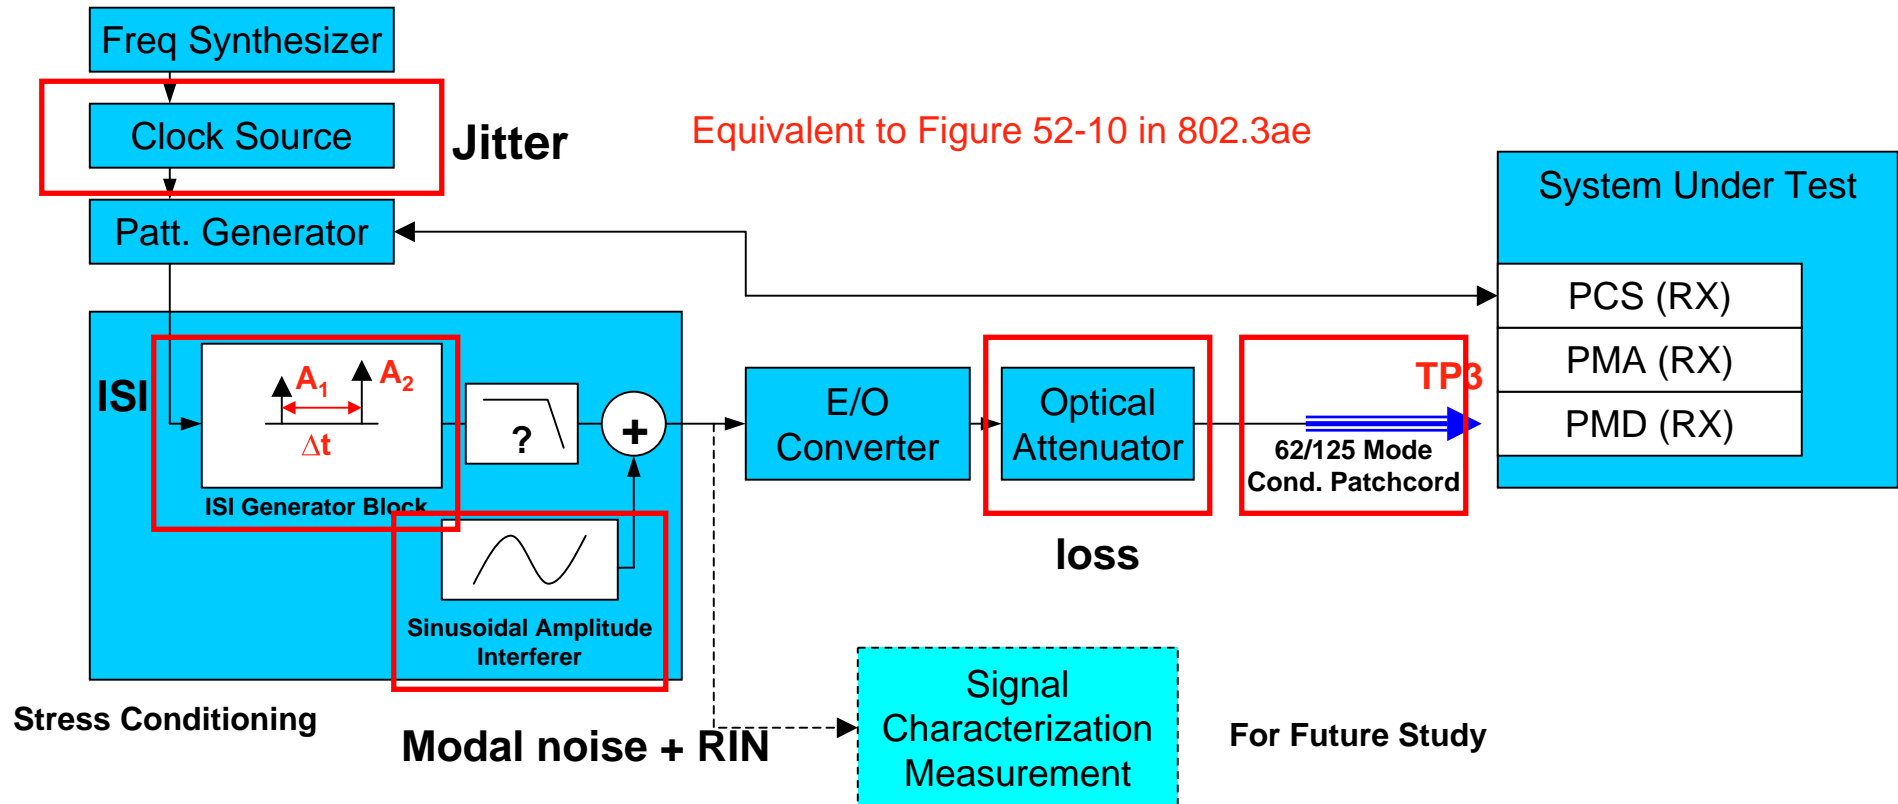 Freq Synthesizer
Clock Source
Jitter
Equivalent to Figure 52-10 in 802.3ae
Patt. Generator
System Under Test
PCS (RX)
PMA (RX)
PMD (RX)
ISI
A1
A2
Δt
ISI Generator Block
?
+
Sinusoidal Amplitude
Interferer
E/O
Converter
Optical
Attenuator
TP3
62/125 Mode
Cond. Patchcord
loss
Stress Conditioning
Modal noise + RIN
Signal
Characterization
Measurement
For Future Study